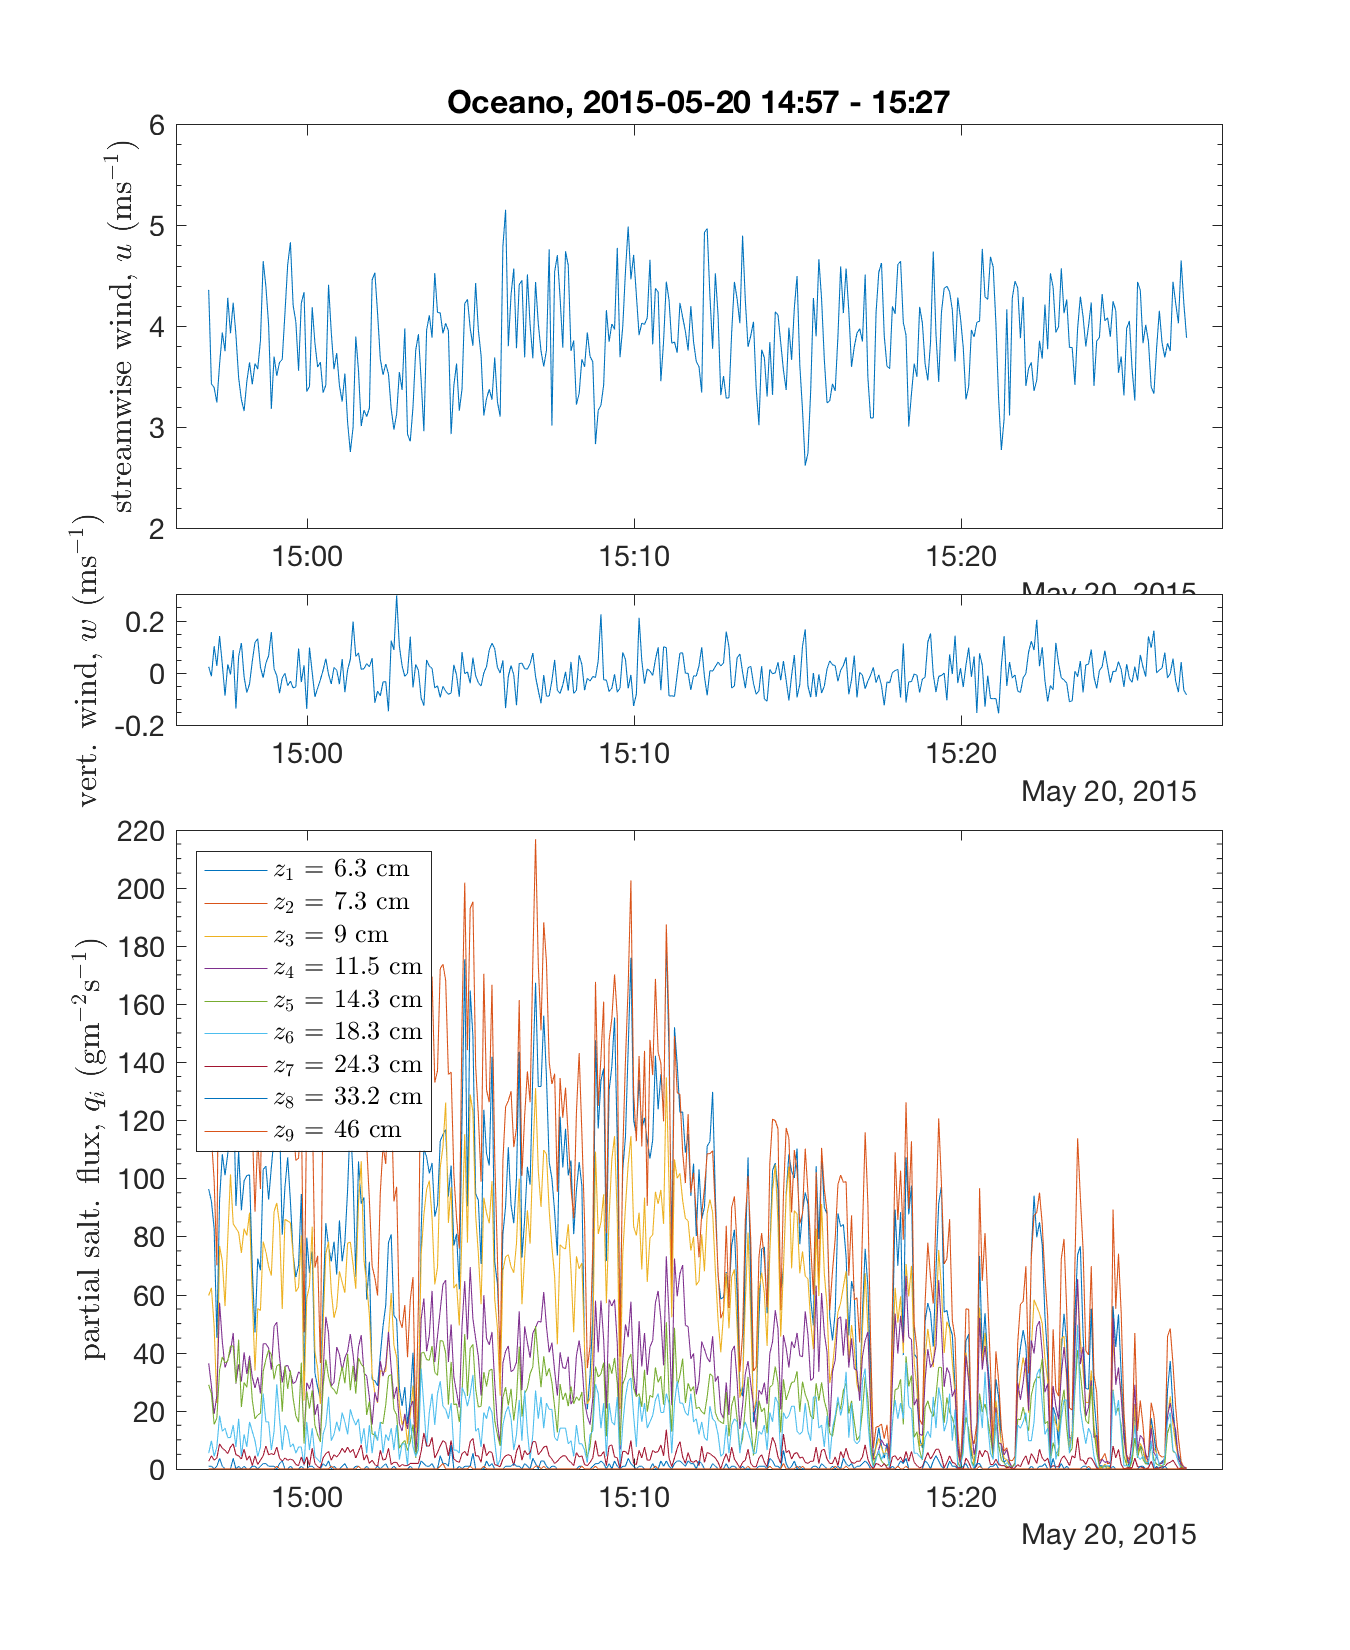 Oceano, 2015-05-20 14:57 - 15:27
streamwise wind, u (ms⁻¹)
6
5
4
3
2
15:00 15:10 15:20
May 20, 2015
vert. wind, w (ms⁻¹)
0.2
0
-0.2
15:00 15:10 15:20
May 20, 2015
partial salt. flux, qᵢ (gm⁻²s⁻¹)
220
200
180
160
140
120
100
80
60
40
20
0
z₁ = 6.3 cm
z₂ = 7.3 cm
z₃ = 9 cm
z₄ = 11.5 cm
z₅ = 14.3 cm
z₆ = 18.3 cm
z₇ = 24.3 cm
z₈ = 33.2 cm
z₉ = 46 cm
15:00 15:10 15:20
May 20, 2015